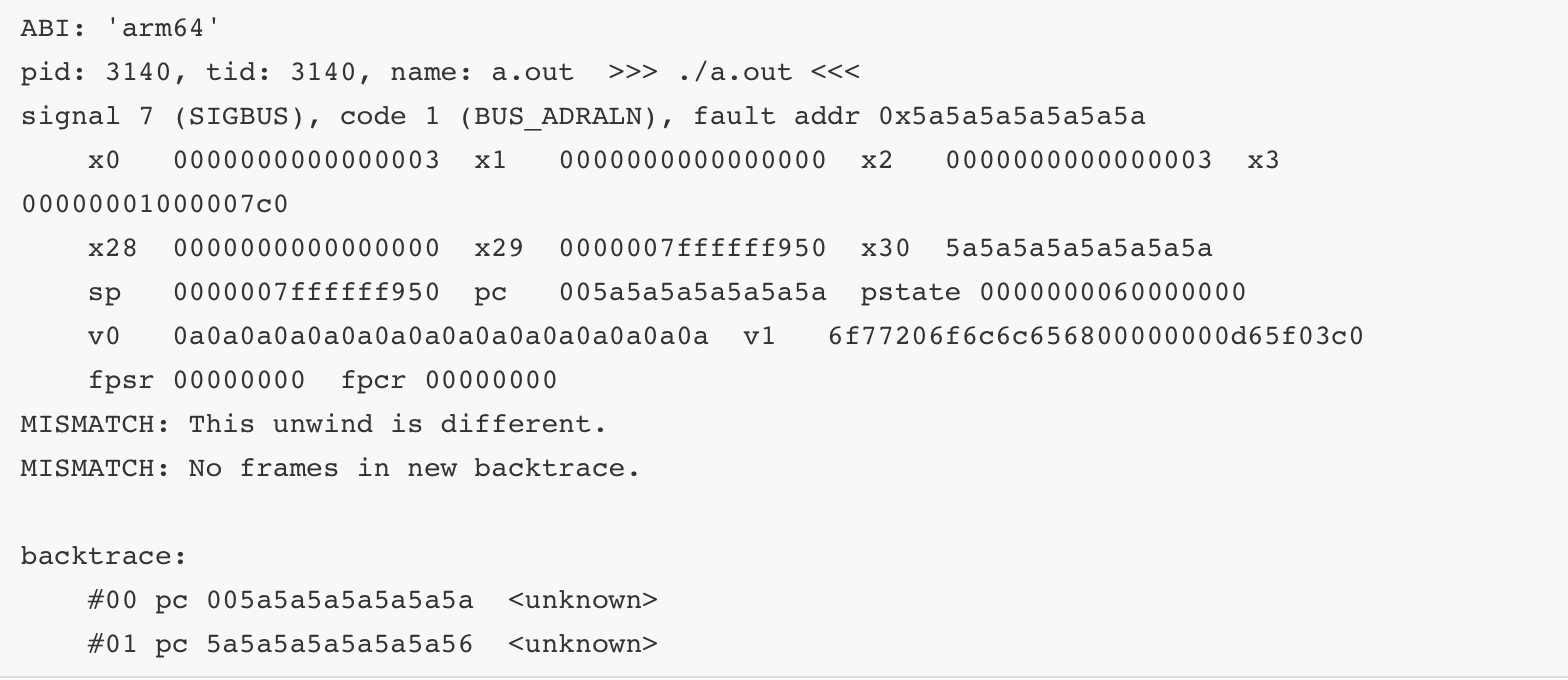 ABI: 'arm64'
pid: 3140, tid: 3140, name: a.out  >>> ./a.out <<<
signal 7 (SIGBUS), code 1 (BUS_ADRALN), fault addr 0x5a5a5a5a5a5a5a
    x0   0000000000000003  x1   0000000000000000  x2   0000000000000003  x3
00000001000007c0
    x28  0000000000000000  x29  0000007ffffff950  x30  5a5a5a5a5a5a5a5a
    sp   0000007ffffff950  pc   005a5a5a5a5a5a5a  pstate 0000000060000000
    v0   0a0a0a0a0a0a0a0a0a0a0a0a0a0a0a0a  v1   6f77206f6c6c656800000000d65f03c0
    fpsr 00000000  fpcr 00000000
MISMATCH: This unwind is different.
MISMATCH: No frames in new backtrace.

backtrace:
    #00 pc 005a5a5a5a5a5a5a  <unknown>
    #01 pc 5a5a5a5a5a5a5a56  <unknown>